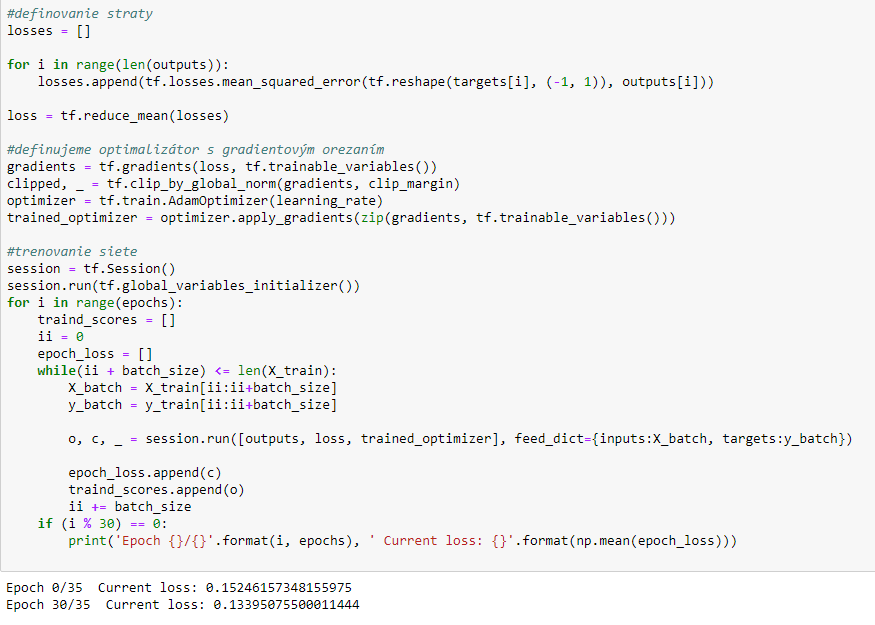 #definovanie straty
losses = []
for i in range(len(outputs)):
    losses.append(tf.losses.mean_squared_error(tf.reshape(targets[i], (-1, 1)), outputs[i]))
loss = tf.reduce_mean(losses)
#definujeme optimalizátor s gradientovým orezaním
gradients = tf.gradients(loss, tf.trainable_variables())
clipped, _ = tf.clip_by_global_norm(gradients, clip_margin)
optimizer = tf.train.AdamOptimizer(learning_rate)
trained_optimizer = optimizer.apply_gradients(zip(gradients, tf.trainable_variables()))
#trenovanie siete
session = tf.Session()
session.run(tf.global_variables_initializer())
for i in range(epochs):
    traind_scores = []
    ii = 0
    epoch_loss = []
    while(ii + batch_size) <= len(X_train):
        X_batch = X_train[ii:ii+batch_size]
        y_batch = y_train[ii:ii+batch_size]
        o, c, _ = session.run([outputs, loss, trained_optimizer], feed_dict={inputs:X_batch, targets:y_batch})
        epoch_loss.append(c)
        traind_scores.append(o)
        ii += batch_size
    if (i % 30) == 0:
        print('Epoch {}/{}'.format(i, epochs), ' Current loss: {}'.format(np.mean(epoch_loss)))
Epoch 0/35  Current loss: 0.15246157348155975
Epoch 30/35  Current loss: 0.13395075500011444